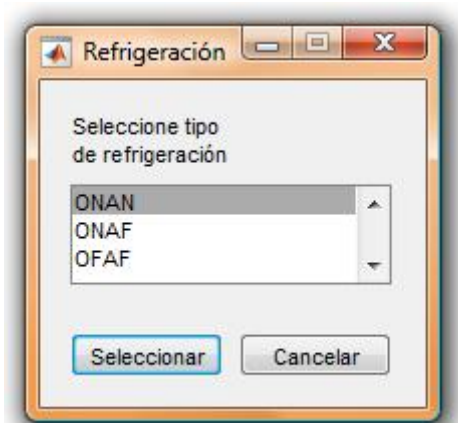 Refrigeración
Seleccione tipo
de refrigeración
ONAN
ONAF
OFAF
Seleccionar
Cancelar